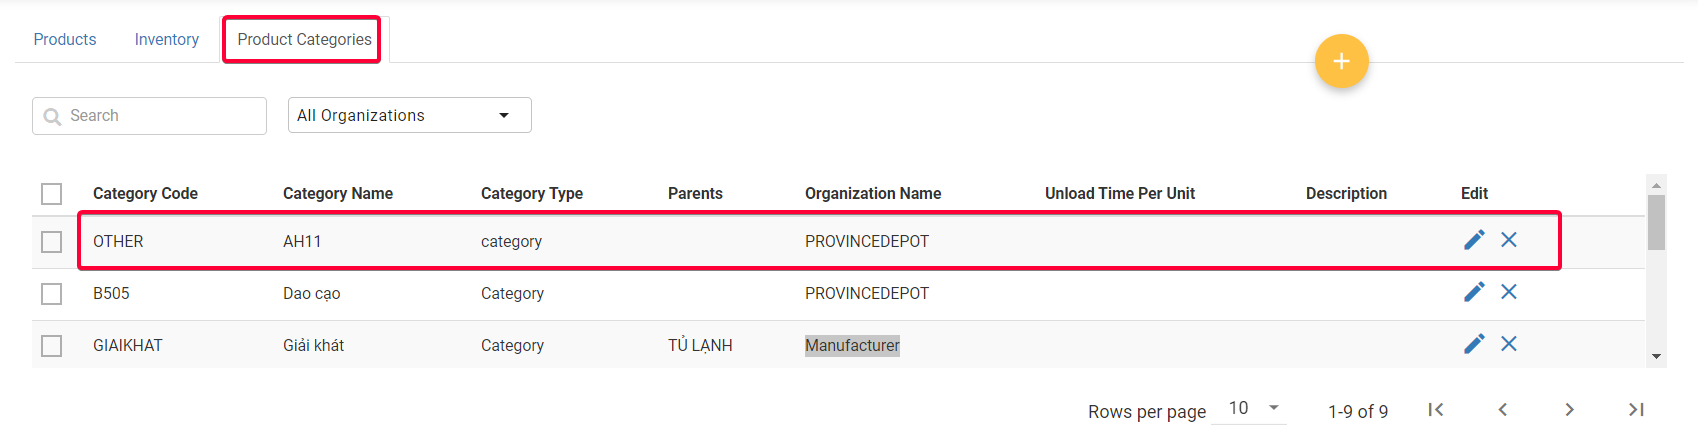 Products Inventory Product Categories
+
Search All Organizations
Category Code Category Name Category Type Parents Organization Name Unload Time Per Unit Description Edit
OTHER AH11 category PROVINCEDEPOT
B505 Dao cạo Category PROVINCEDEPOT
GIAIKHAT Giải khát Category TỦ LẠNH Manufacturer
Rows per page 10 1-9 of 9